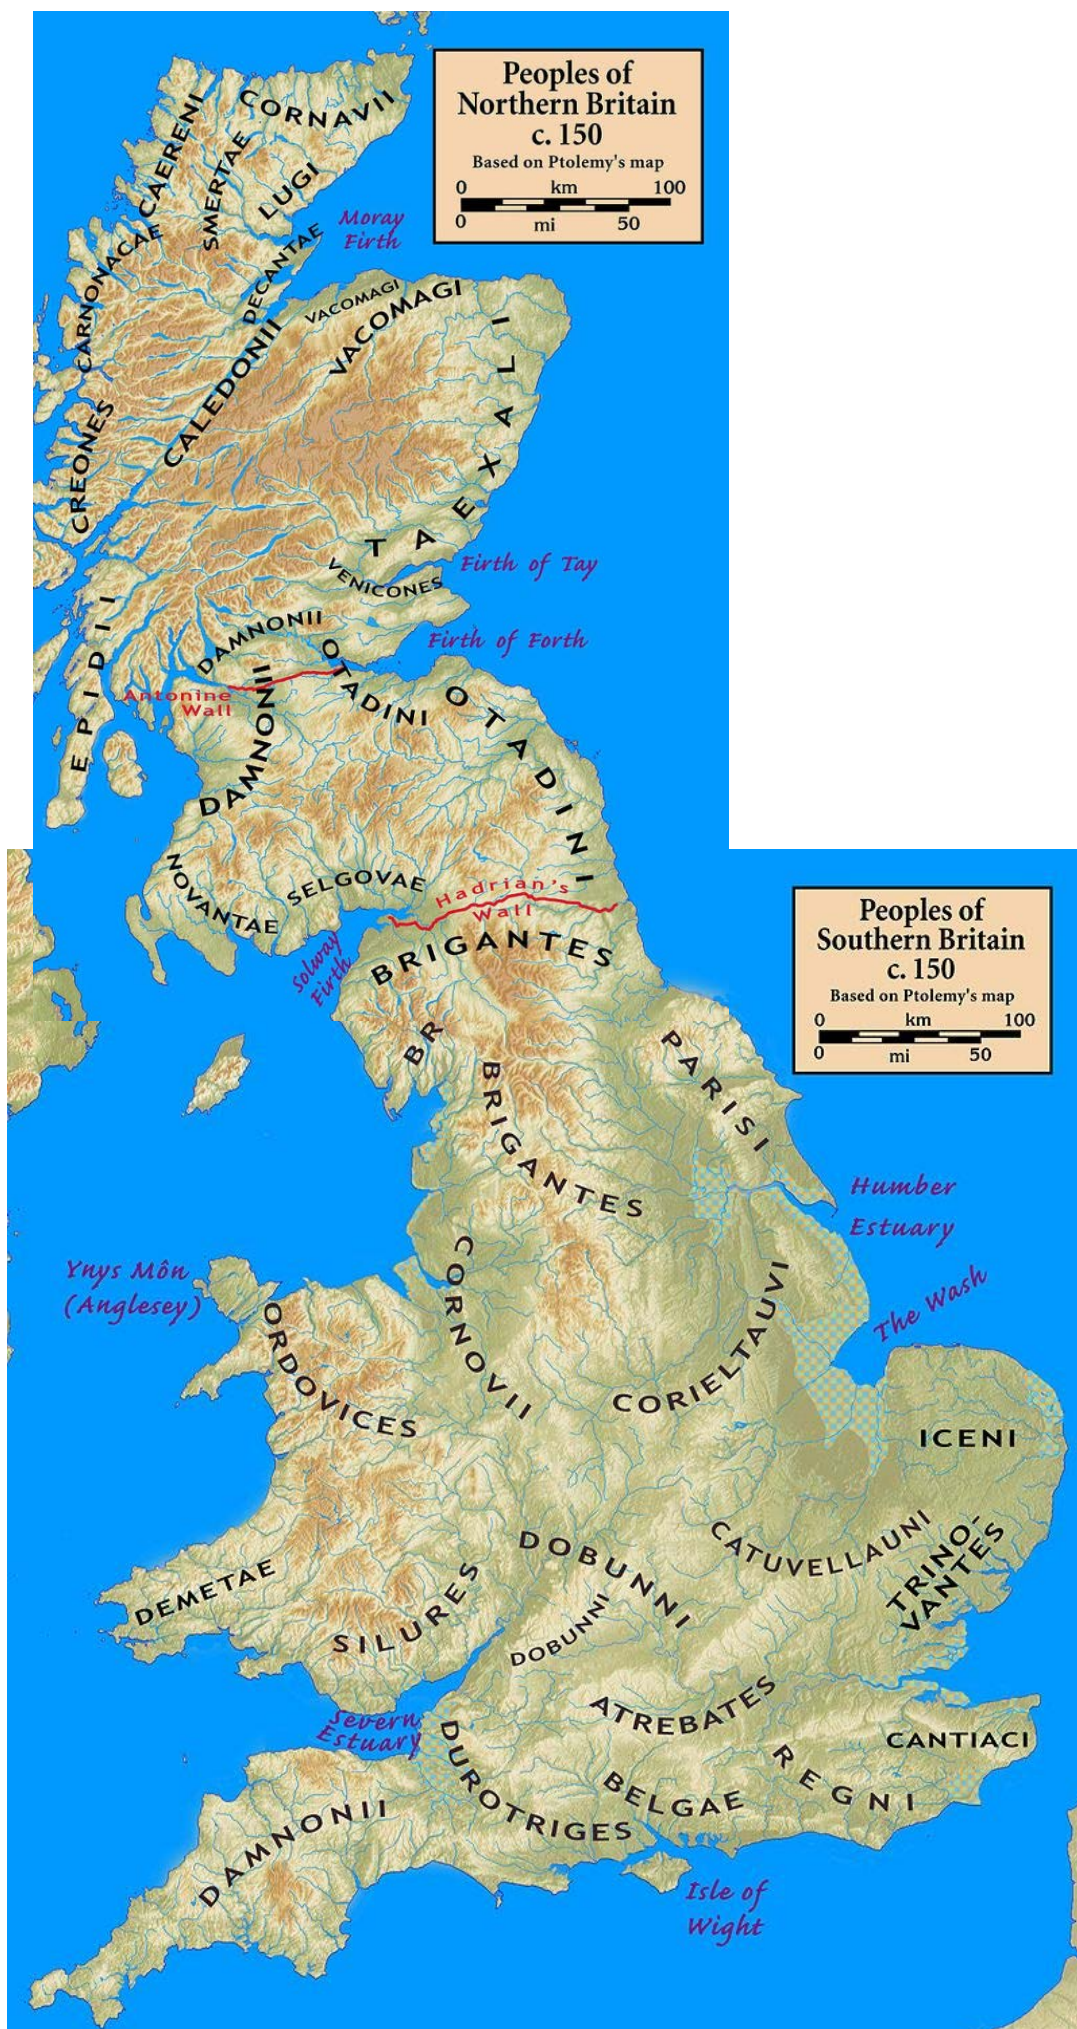 Peoples of
Northern Britain
c. 150
Based on Ptolemy's map
0 km 100
0 mi 50
CORNAVII
CAERENI
SMERTAE
LUGI
Moray
Firth
CARNONACAE
DECANTAE
VACOMAGI
VACOMAGI
CALEDONII
TAEXALI
CREONES
Firth of Tay
VENICONES
EPIDII
DAMNONII
Firth of Forth
OTADINI
OTADINI
Antonine
Wall
DAMNONII
NOVANTAE
SELGOVAE
Hadrian's
Wall
Solway
Firth
BRIGANTES
Peoples of
Southern Britain
c. 150
Based on Ptolemy's map
0 km 100
0 mi 50
BR
PARISI
BRIGANTES
Humber
Estuary
CORNOVII
Ynys Môn
(Anglesey)
The Wash
ORDOVICES
CORIELTAUVI
ICENI
CATUVELLAUNI
TRINO-
VANTES
DOBUNNI
DEMETAE
SILURES
DOBUNNI
ATREBATES
Severn
Estuary
CANTIACI
DUROTRIGES
BELGAE
REGNI
DAMNONII
Isle of
Wight